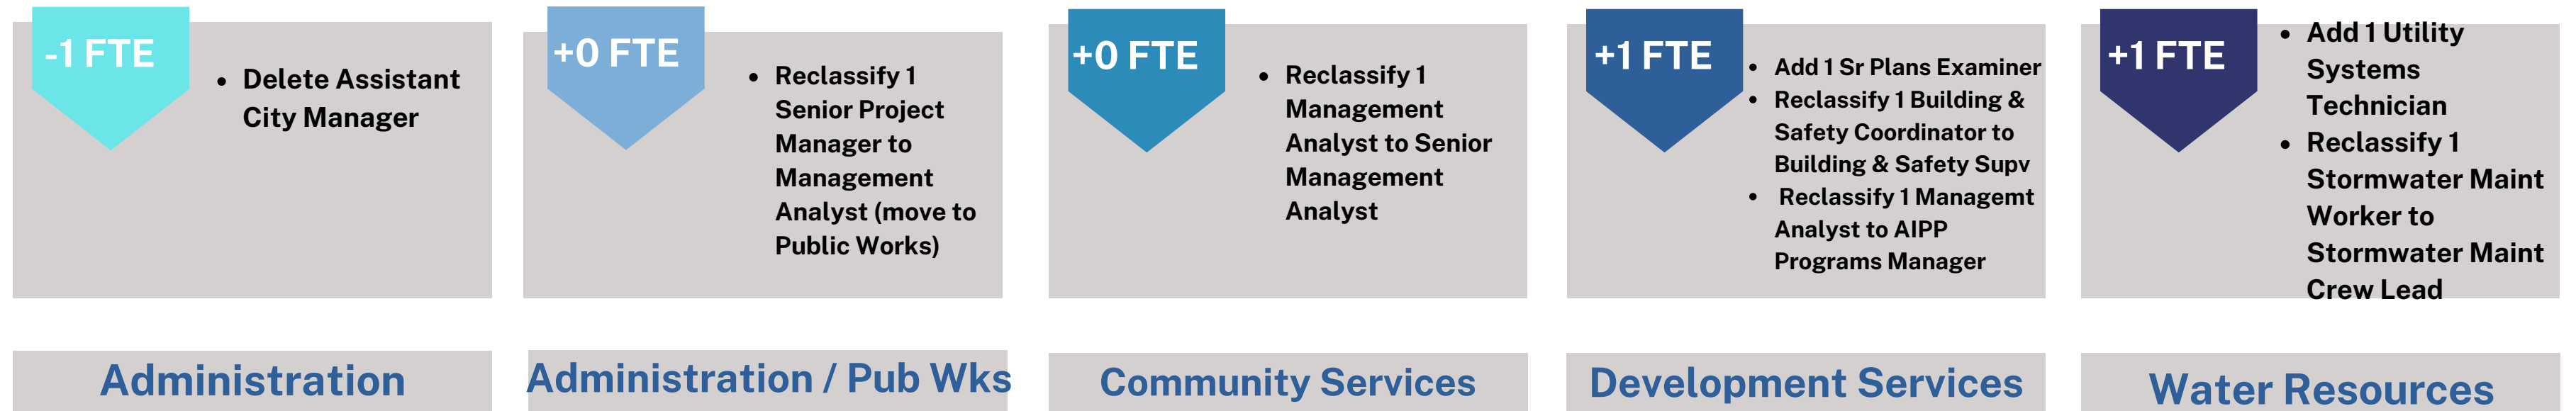 -1 FTE
• Delete Assistant
City Manager
Administration
+0 FTE
• Reclassify 1
Senior Project
Manager to
Management
Analyst (move to
Public Works)
Administration / Pub Wks
+0 FTE
• Reclassify 1
Management
Analyst to Senior
Management
Analyst
Community Services
+1 FTE
• Add 1 Sr Plans Examiner
• Reclassify 1 Building &
Safety Coordinator to
Building & Safety Supv
• Reclassify 1 Managemt
Analyst to AIPP
Programs Manager
Development Services
+1 FTE
• Add 1 Utility
Systems
Technician
• Reclassify 1
Stormwater Maint
Worker to
Stormwater Maint
Crew Lead
Water Resources